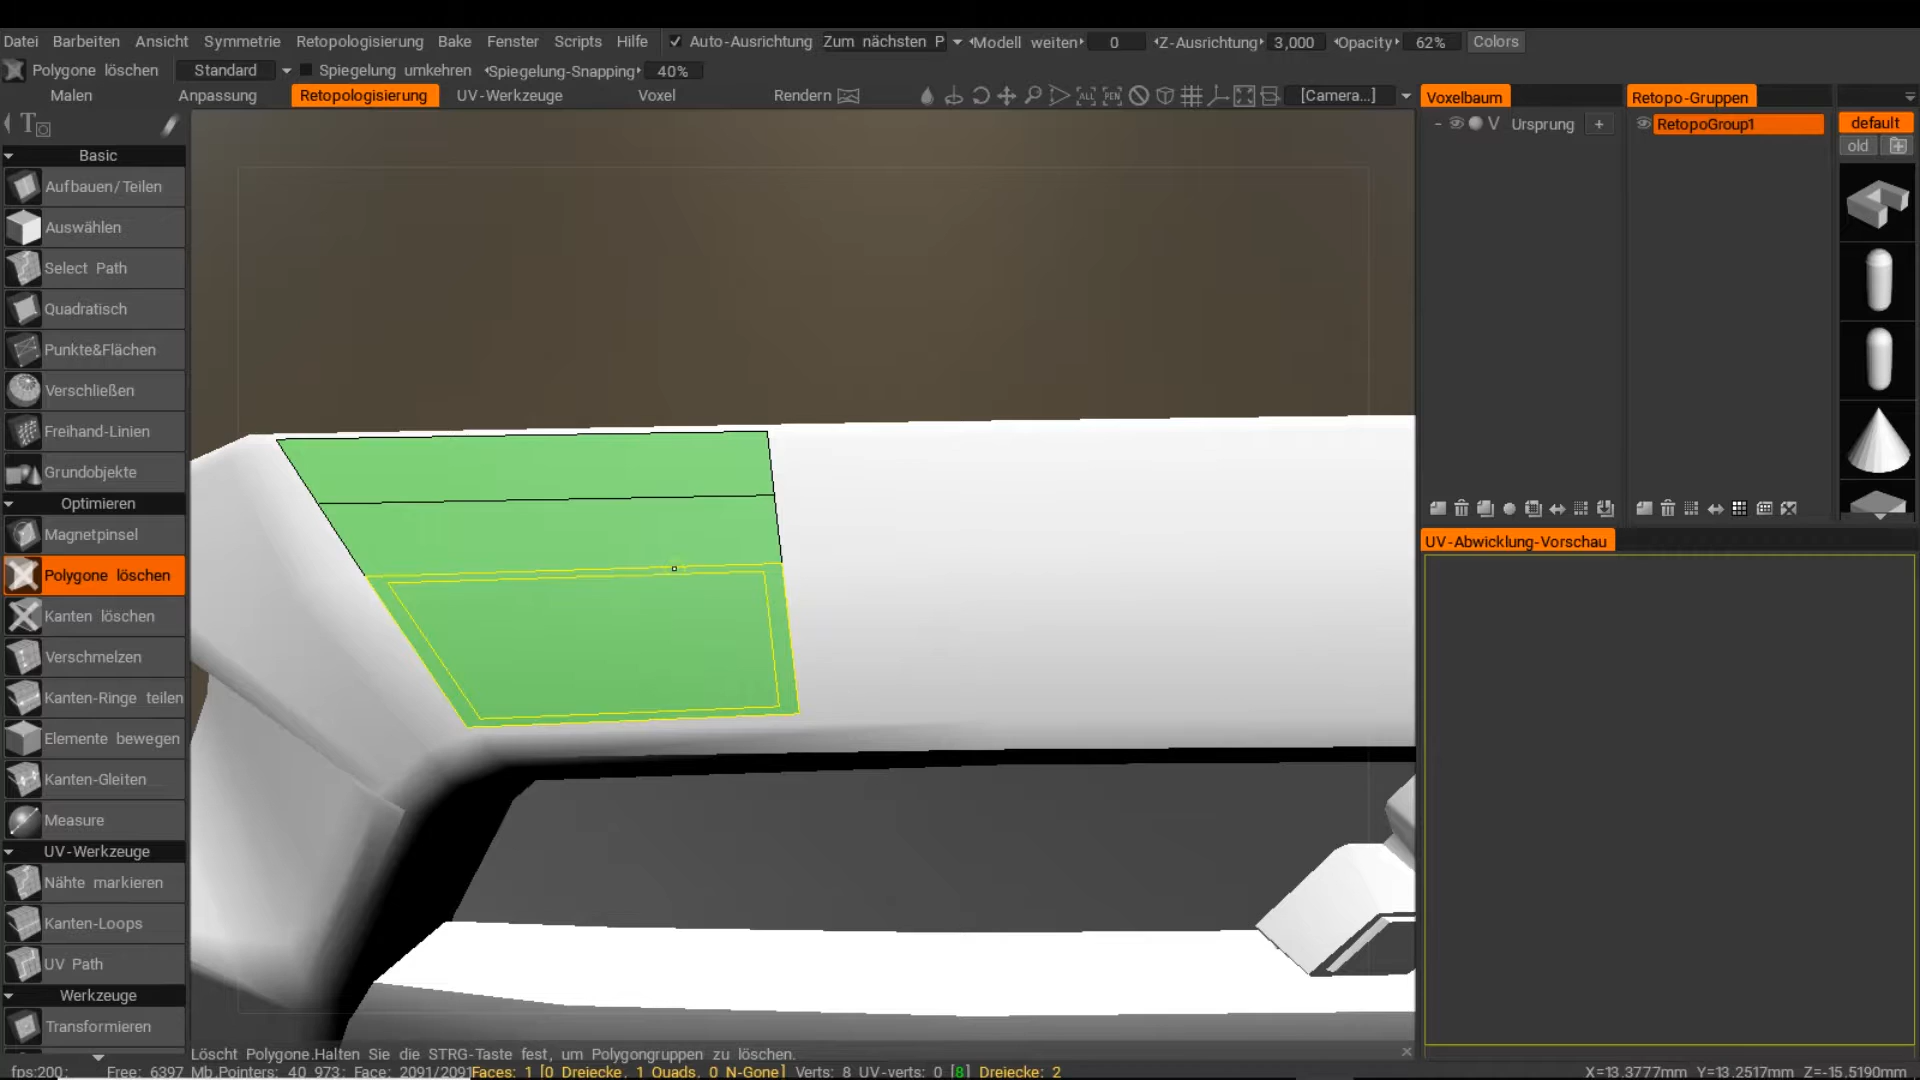 Datei Bearbeiten Ansicht Symmetrie Retopologisierung Bake Fenster Scripts Hilfe Auto-Ausrichtung Zum nächsten P Modell weiten 0 Z-Ausrichtung 3,000 Opacity 62% Colors
Polygone löschen Standard Spiegelung umkehren Spiegelung-Snapping 40%
Malen Anpassung Retopologisierung UV-Werkzeuge Voxel Rendern ALL PEN [Camera...] Voxelbaum Retopo-Gruppen
V Ursprung + RetopoGroup1 default
old
Basic
Aufbauen/Teilen
Auswählen
Select Path
Quadratisch
Punkte&Flächen
Verschließen
Freihand-Linien
Grundobjekte
Optimieren
Magnetpinsel
UV-Abwicklung-Vorschau
Polygone löschen
Kanten löschen
Verschmelzen
Kanten-Ringe teilen
Elemente bewegen
Kanten-Gleiten
Measure
UV-Werkzeuge
Nähte markieren
Kanten-Loops
UV Path
Werkzeuge
Transformieren
Löscht Polygone.Halten Sie die STRG-Taste fest, um Polygongruppen zu löschen.
fps:200; Free: 6397 Mb.Pointers: 40 973; Face: 2091/2091 Faces: 1 [0 Dreiecke, 1 Quads, 0 N-Gone] Verts: 8 UV-verts: 0 [8] Dreiecke: 2 X=13.3777mm Y=13.2517mm Z=-15.5190mm